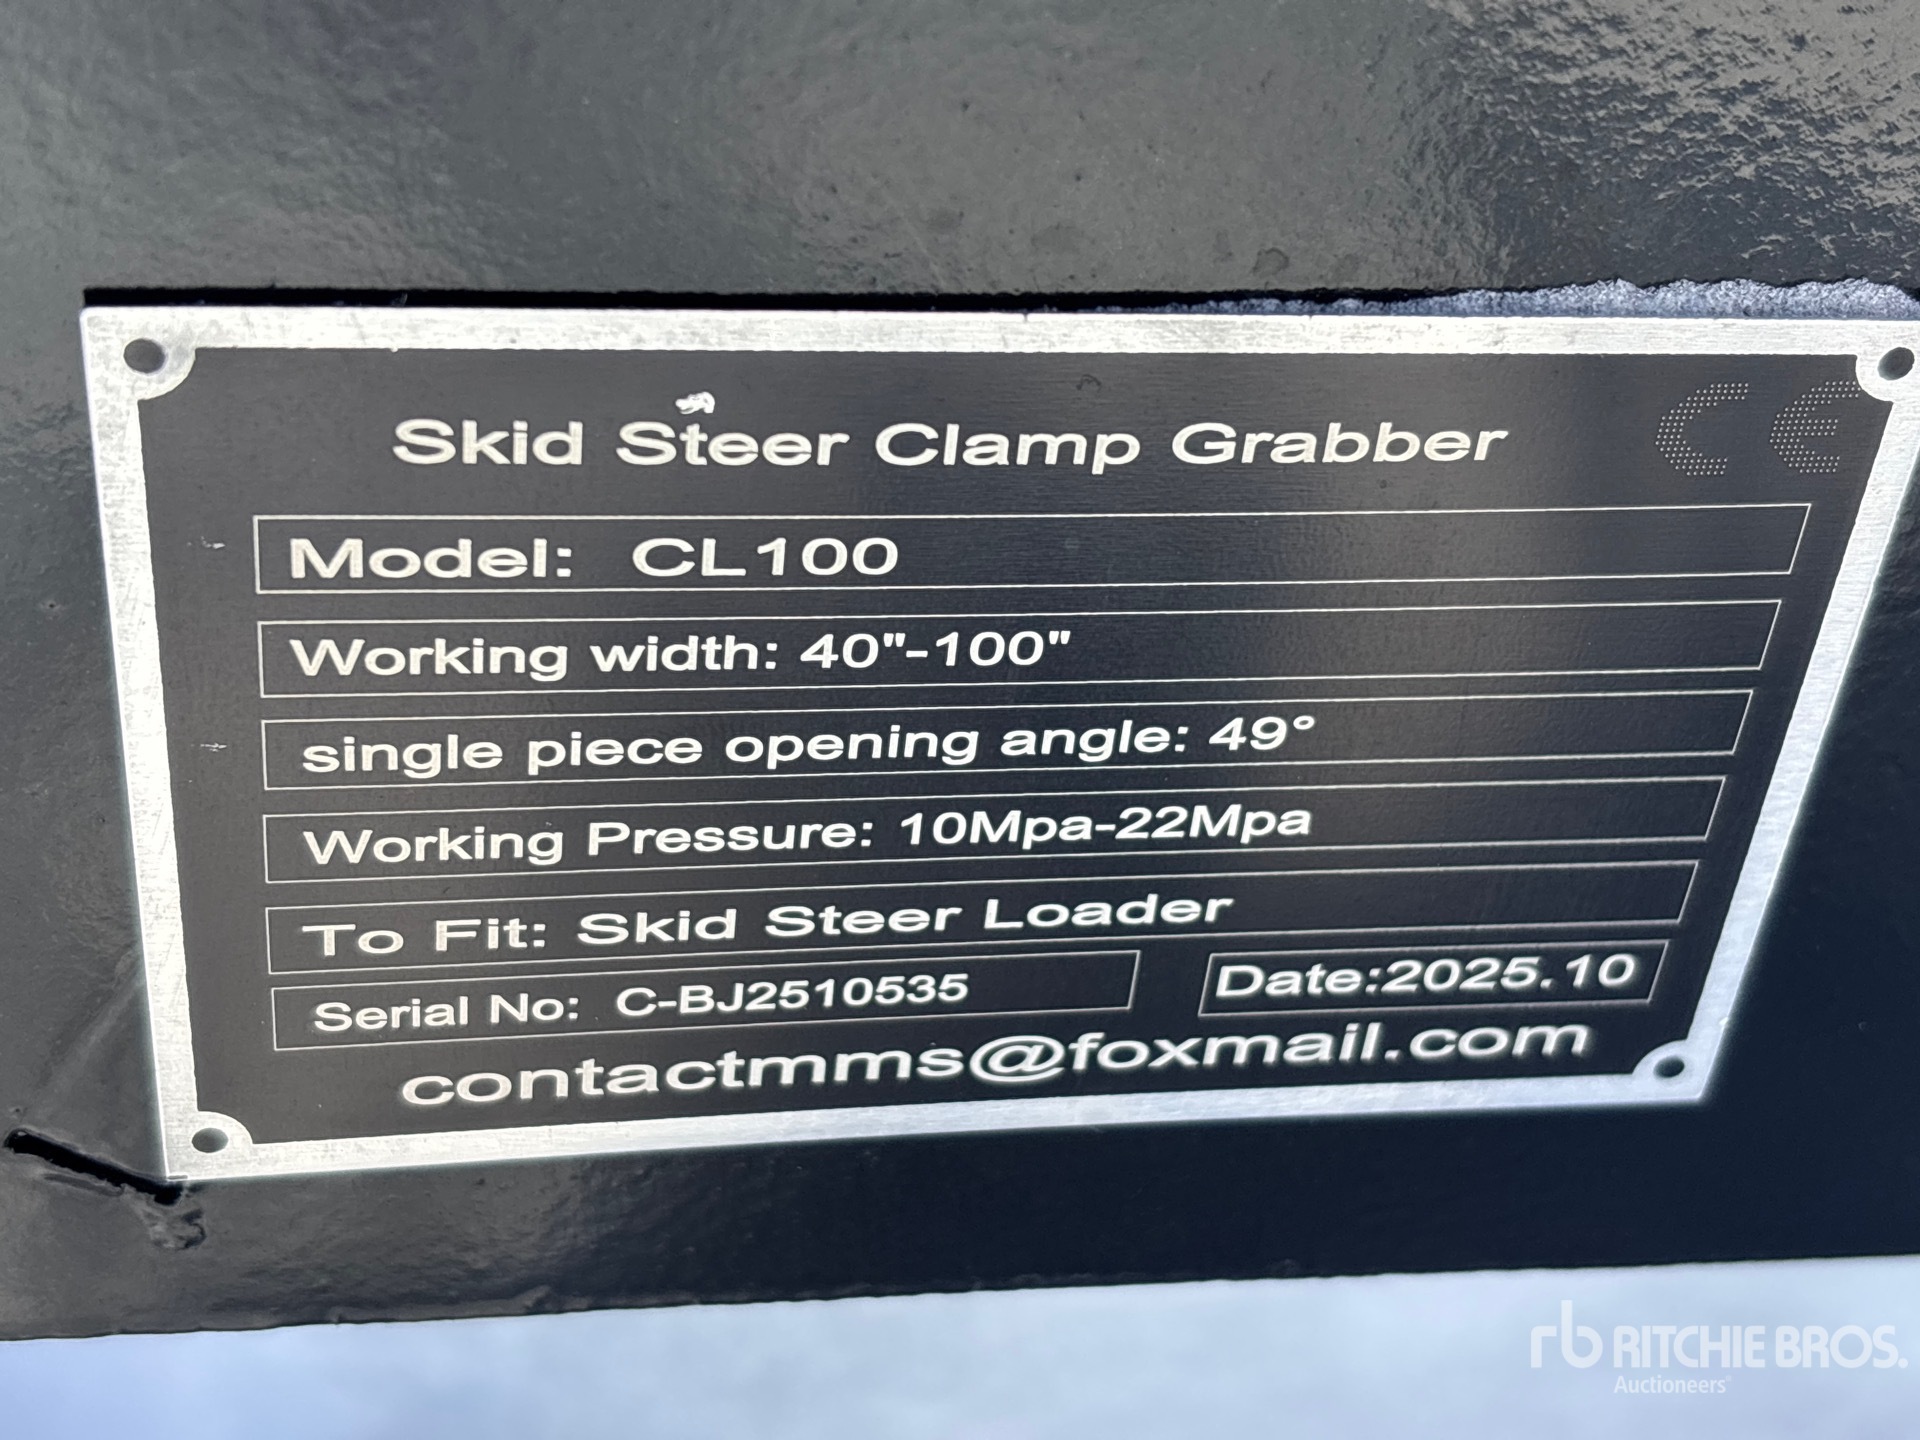 CE
Skid Steer Clamp Grabber
Model: CL100
Working width: 40"-100"
single piece opening angle: 49°
Working Pressure: 10Mpa-22Mpa
To Fit: Skid Steer Loader
Serial No: C-BJ2510535
Date:2025.10
contactmms@foxmail.com
rb RITCHIE BROS.
Auctioneers